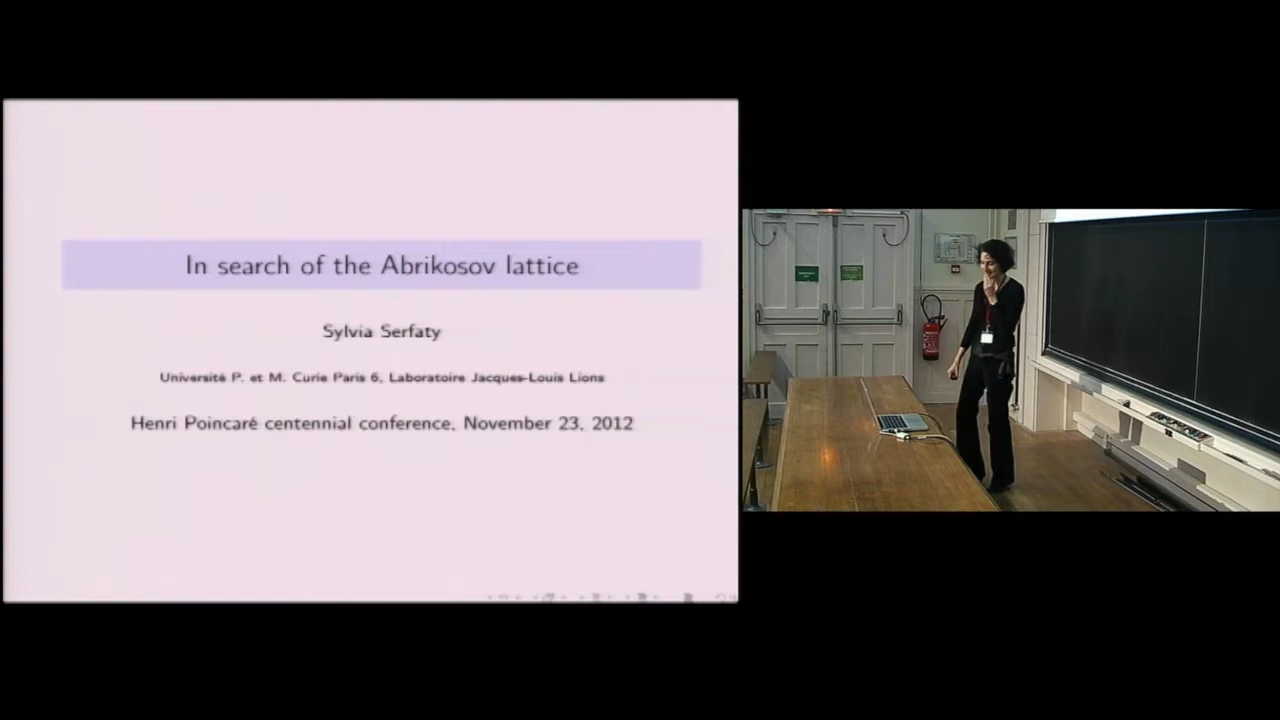 In search of the Abrikosov lattice
Sylvia Serfaty
Université P. et M. Curie Paris 6, Laboratoire Jacques-Louis Lions
Henri Poincaré centennial conference, November 23, 2012